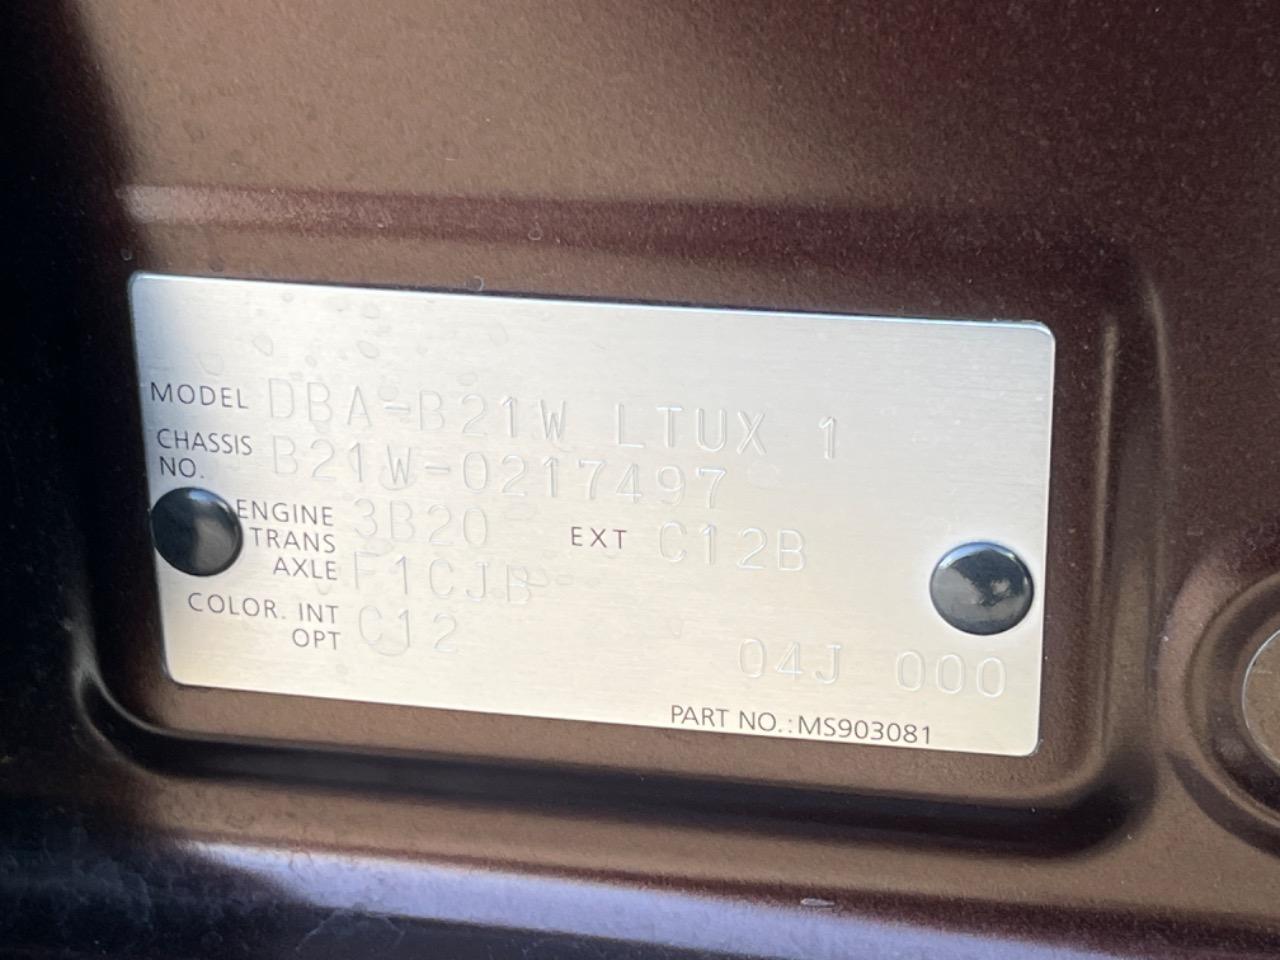 MODEL DBA-B21W LTUX 1
CHASSIS NO. B21W-0217497
ENGINE 3B20 EXT C12B
TRANS AXLE F1CJB
COLOR. INT OPT C12 04J 000
PART NO.:MS903081